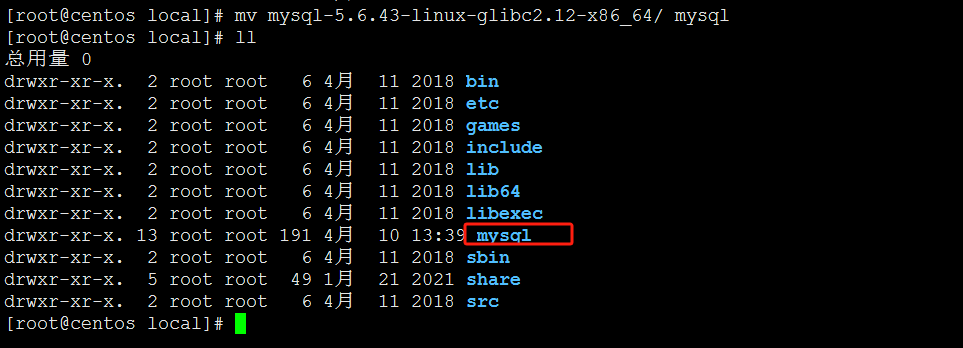 [root@centos local]# mv mysql-5.6.43-linux-glibc2.12-x86_64/ mysql
[root@centos local]# ll
总用量 0
drwxr-xr-x.  2 root root   6 4月  11 2018 bin
drwxr-xr-x.  2 root root   6 4月  11 2018 etc
drwxr-xr-x.  2 root root   6 4月  11 2018 games
drwxr-xr-x.  2 root root   6 4月  11 2018 include
drwxr-xr-x.  2 root root   6 4月  11 2018 lib
drwxr-xr-x.  2 root root   6 4月  11 2018 lib64
drwxr-xr-x.  2 root root   6 4月  11 2018 libexec
drwxr-xr-x. 13 root root 191 4月  10 13:39 mysql
drwxr-xr-x.  2 root root   6 4月  11 2018 sbin
drwxr-xr-x.  5 root root  49 1月  21 2021 share
drwxr-xr-x.  2 root root   6 4月  11 2018 src
[root@centos local]#